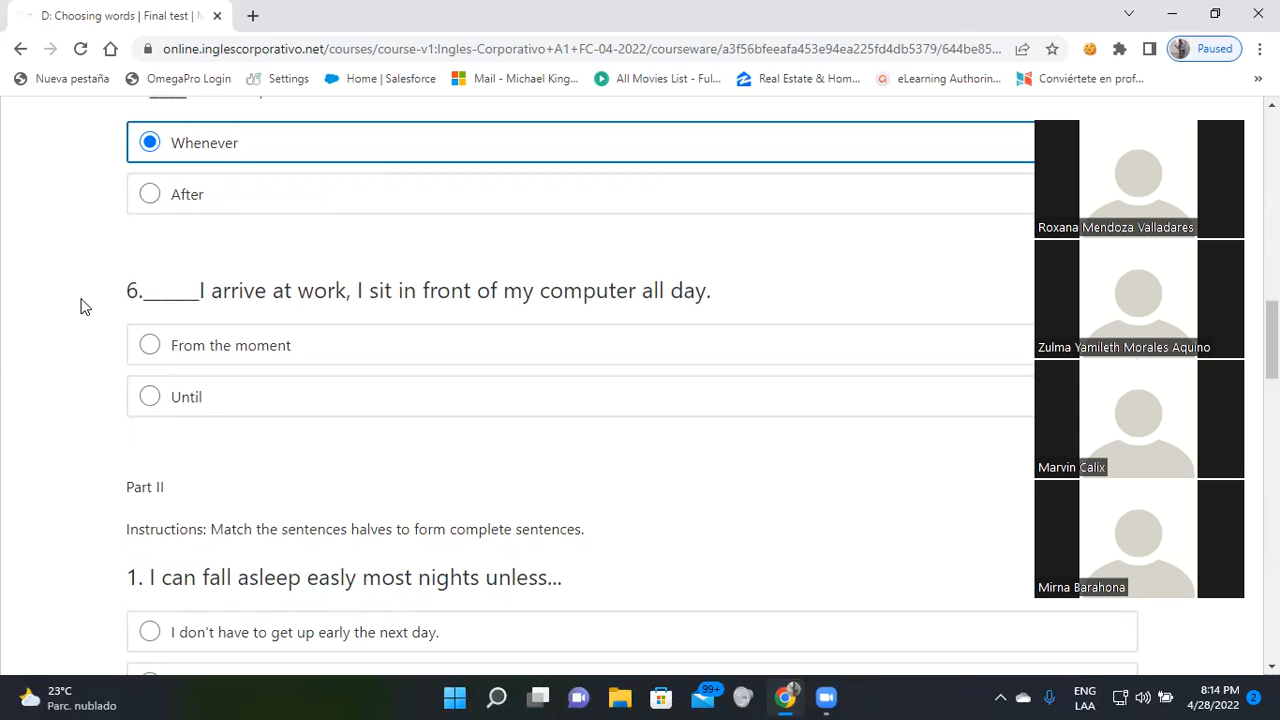 D: Choosing words | Final test |
online.inglescorporativo.net/courses/course-v1:Ingles-Corporativo+A1+FC-04-2022/courseware/a3f56bfeeafa453e94ea225fd4db5379/644be85...
Paused
Nueva pestaña
OmegaPro Login
Settings
Home | Salesforce
Mail - Michael King...
All Movies List - Ful...
Real Estate & Hom...
eLearning Authorin...
Conviértete en prof...
»
Whenever
After
6.______I arrive at work, I sit in front of my computer all day.
From the moment
Until
Part II
Instructions: Match the sentences halves to form complete sentences.
1. I can fall asleep easly most nights unless...
I don't have to get up early the next day.
Roxana Mendoza Valladares
Zulma Yamileth Morales Aquino
Marvin Calix
Mirna Barahona
23°C
Parc. nublado
99+
ENG
LAA
8:14 PM
4/28/2022
2